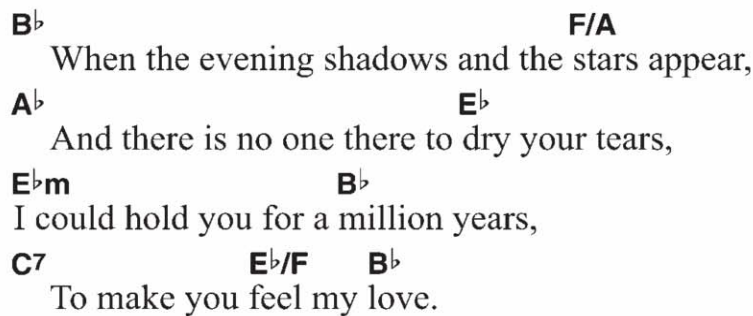 B♭ F/A
When the evening shadows and the stars appear,
A♭ E♭
And there is no one there to dry your tears,
E♭m B♭
I could hold you for a million years,
C7 E♭/F B♭
To make you feel my love.